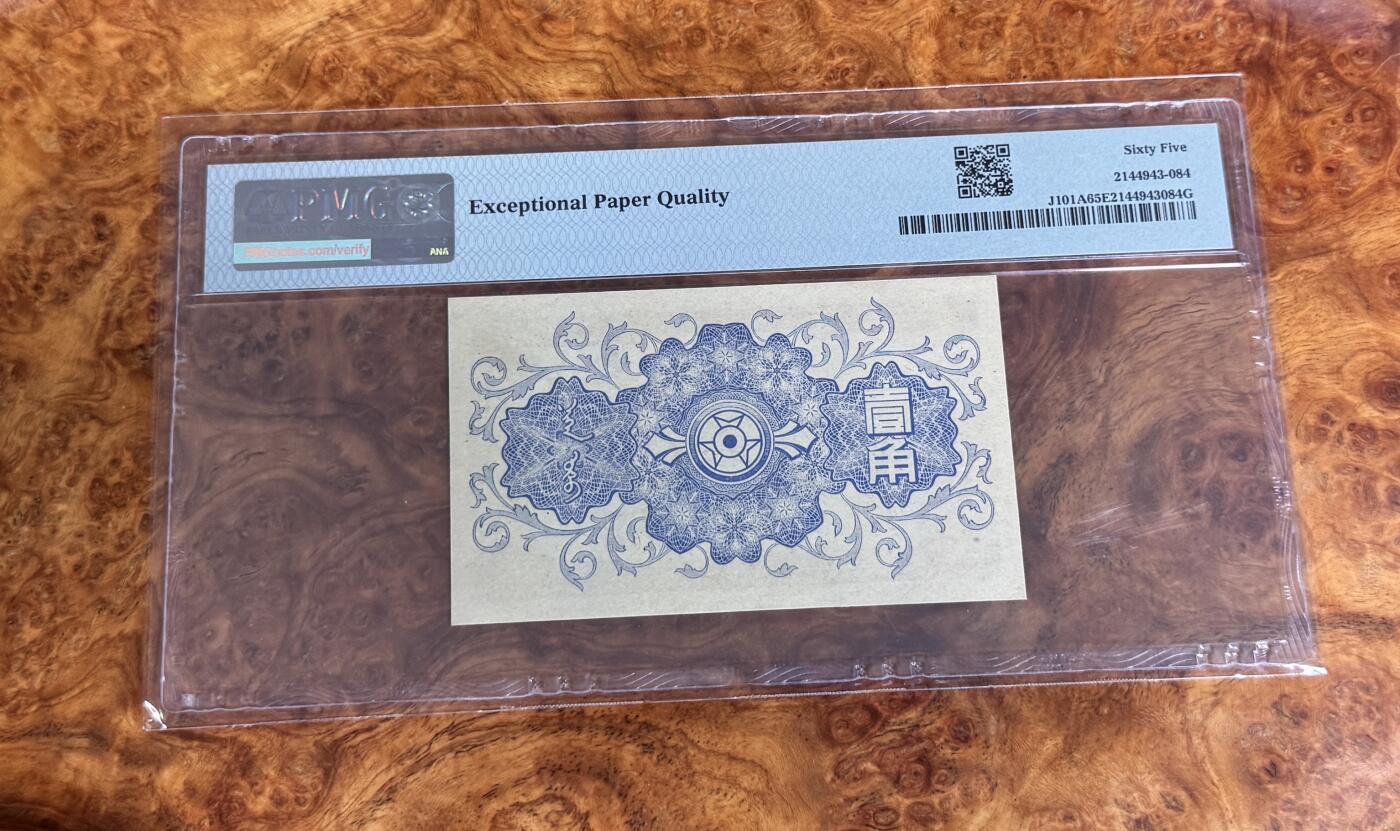 PMG
PMGnotes.com/verify
ANA
Exceptional Paper Quality
Sixty Five
2144943-084
J101A65E2144943084G
壹角